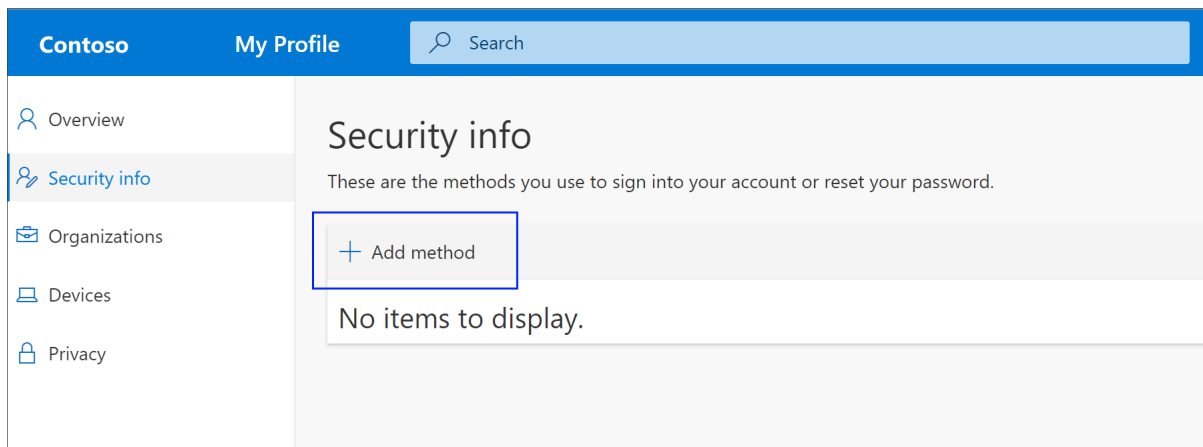 Contoso
My Profile
Search
Overview
Security info
Organizations
Devices
Privacy
Security info
These are the methods you use to sign into your account or reset your password.
Add method
No items to display.